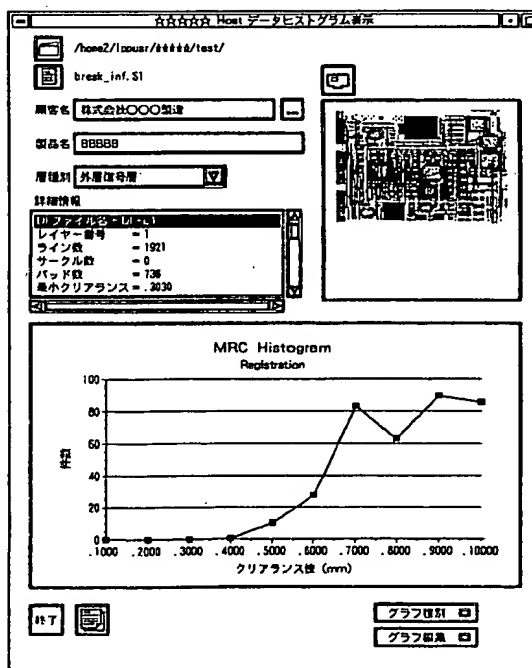 ☆☆☆☆☆ Host データヒストグラム表示
/home2/lppusr/#####/test/
break_inf.S1
顧客名 株式会社〇〇〇製造 ...
製品名 BBBBB
層種別 外層信号層
詳細情報
レイヤー番号 = 1
ライン数 = 1921
サークル数 = 0
パッド数 = 736
最小クリアランス = .3030
MRC Histogram
Registration
100
80
60
40
20
0
件数
.1000 .2000 .3000 .4000 .5000 .6000 .7000 .8000 .9000 .10000
クリアランス値 (mm)
終了
グラフ種別
グラフ編集